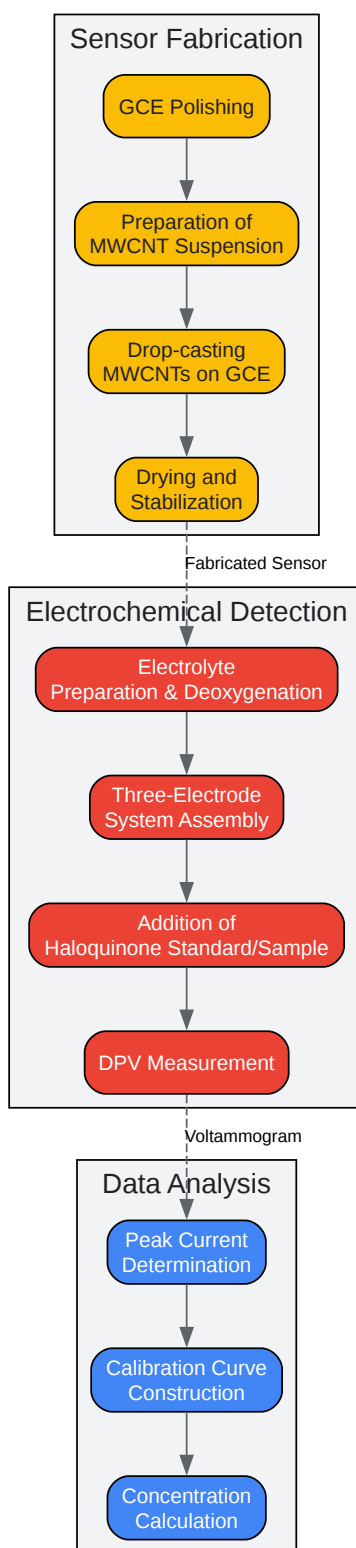 Sensor Fabrication
GCE Polishing
Preparation of
MWCNT Suspension
Drop-casting
MWCNTs on GCE
Drying and
Stabilization
Fabricated Sensor
Electrochemical Detection
Electrolyte
Preparation & Deoxygenation
Three-Electrode
System Assembly
Addition of
Haloquinone Standard/Sample
DPV Measurement
Voltammogram
Data Analysis
Peak Current
Determination
Calibration Curve
Construction
Concentration
Calculation